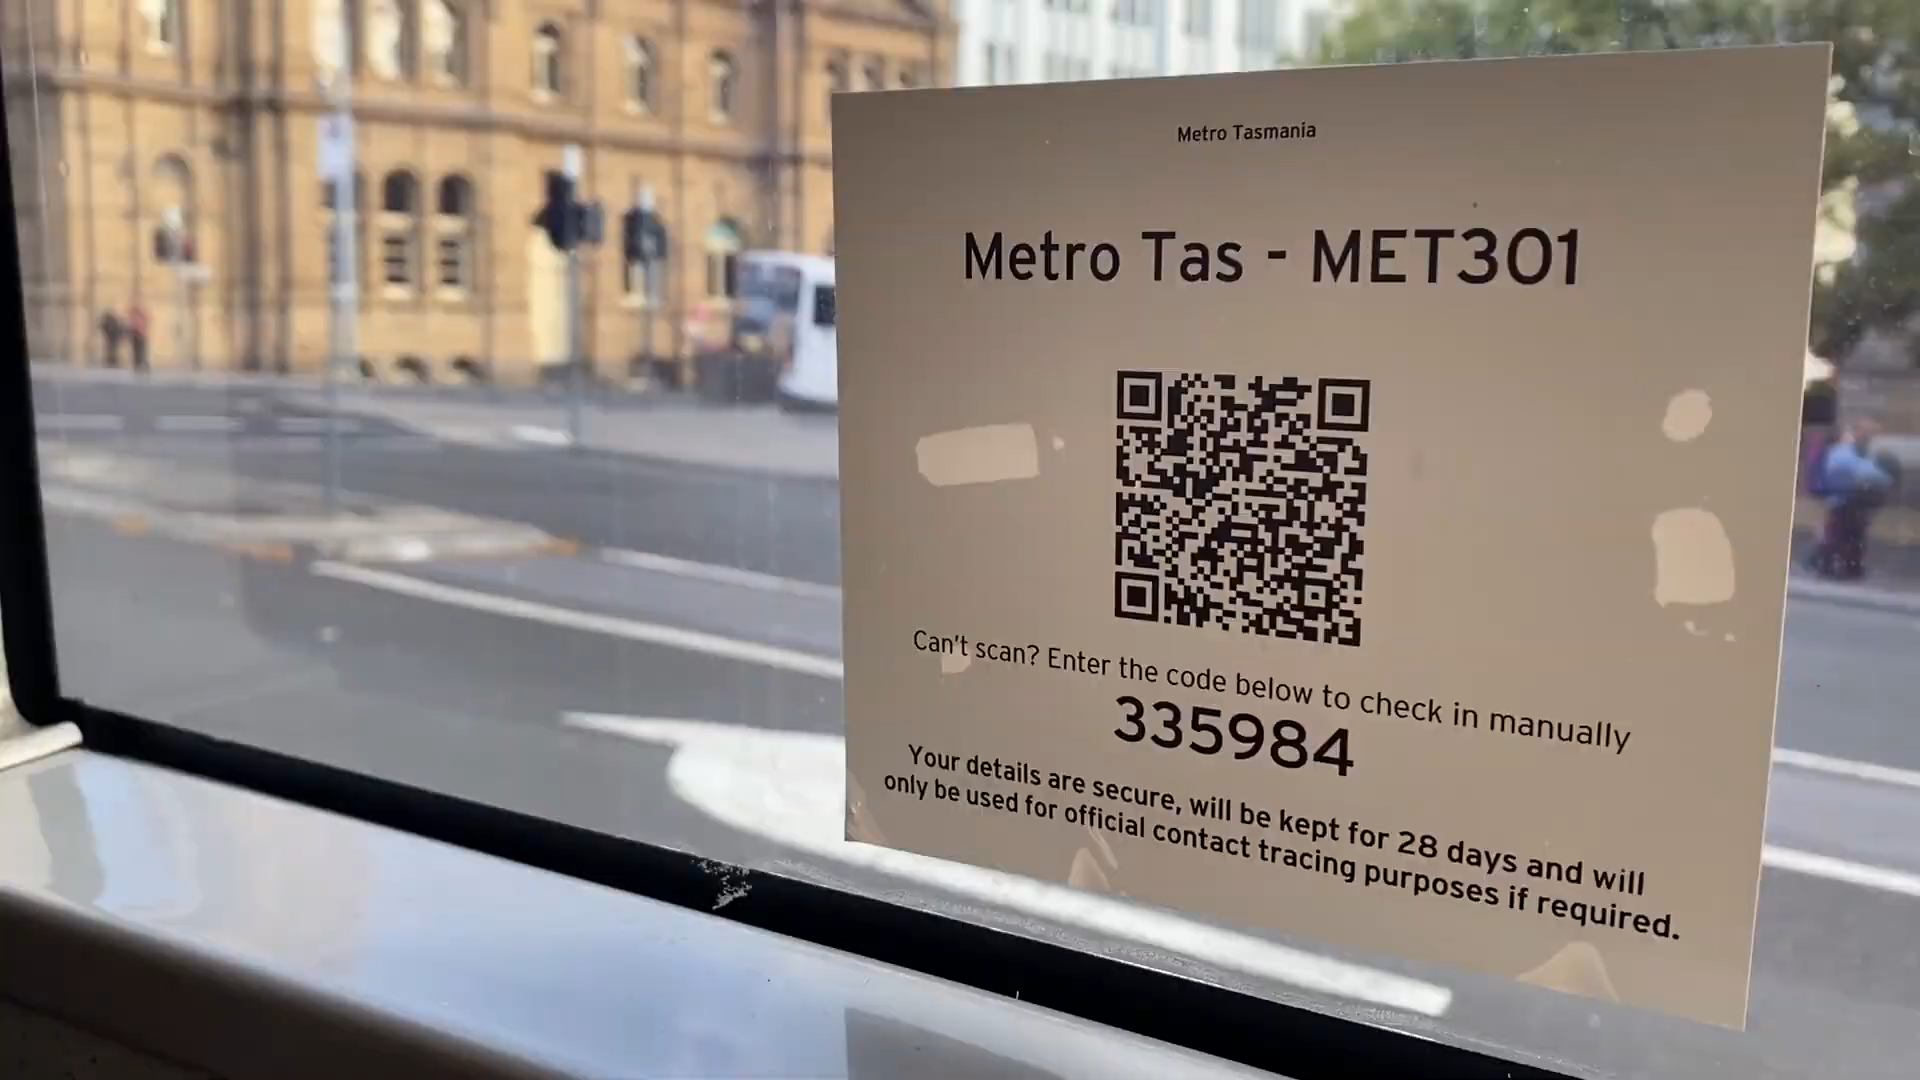 Metro Tasmania
Metro Tas - MET301
Can't scan? Enter the code below to check in manually
335984
Your details are secure, will be kept for 28 days and will
only be used for official contact tracing purposes if required.